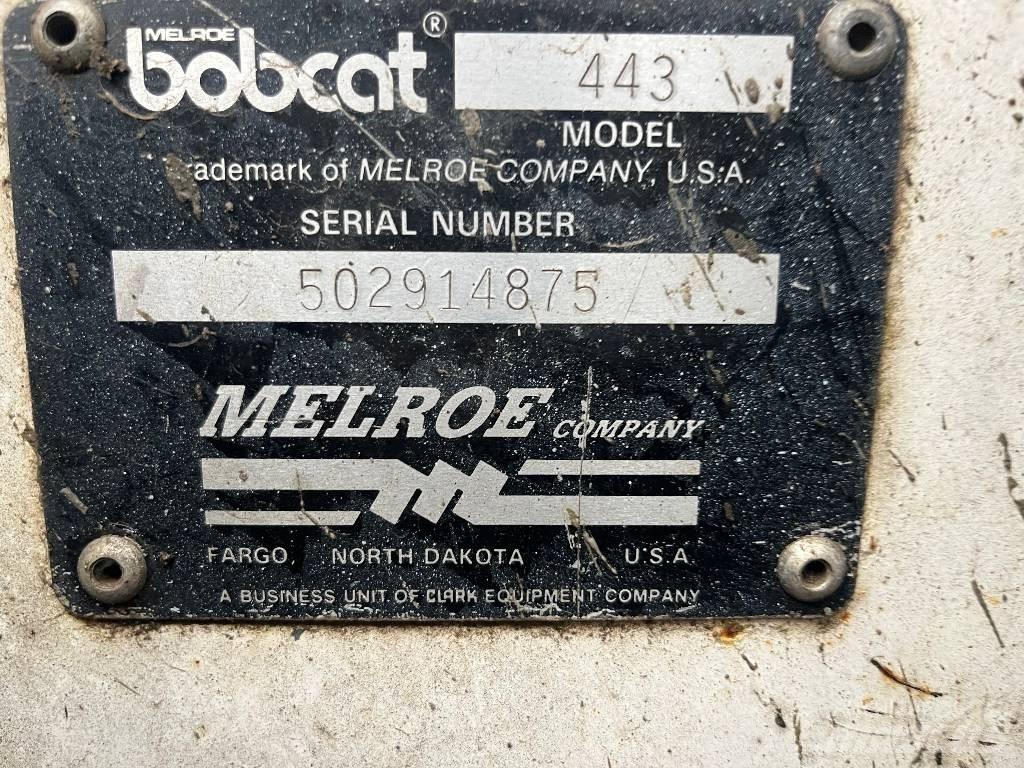 MELROE
bobcat® 443
MODEL
trademark of MELROE COMPANY, U.S.A.
SERIAL NUMBER
502914875
MELROE COMPANY
FARGO, NORTH DAKOTA U.S.A
A BUSINESS UNIT OF CLARK EQUIPMENT COMPANY